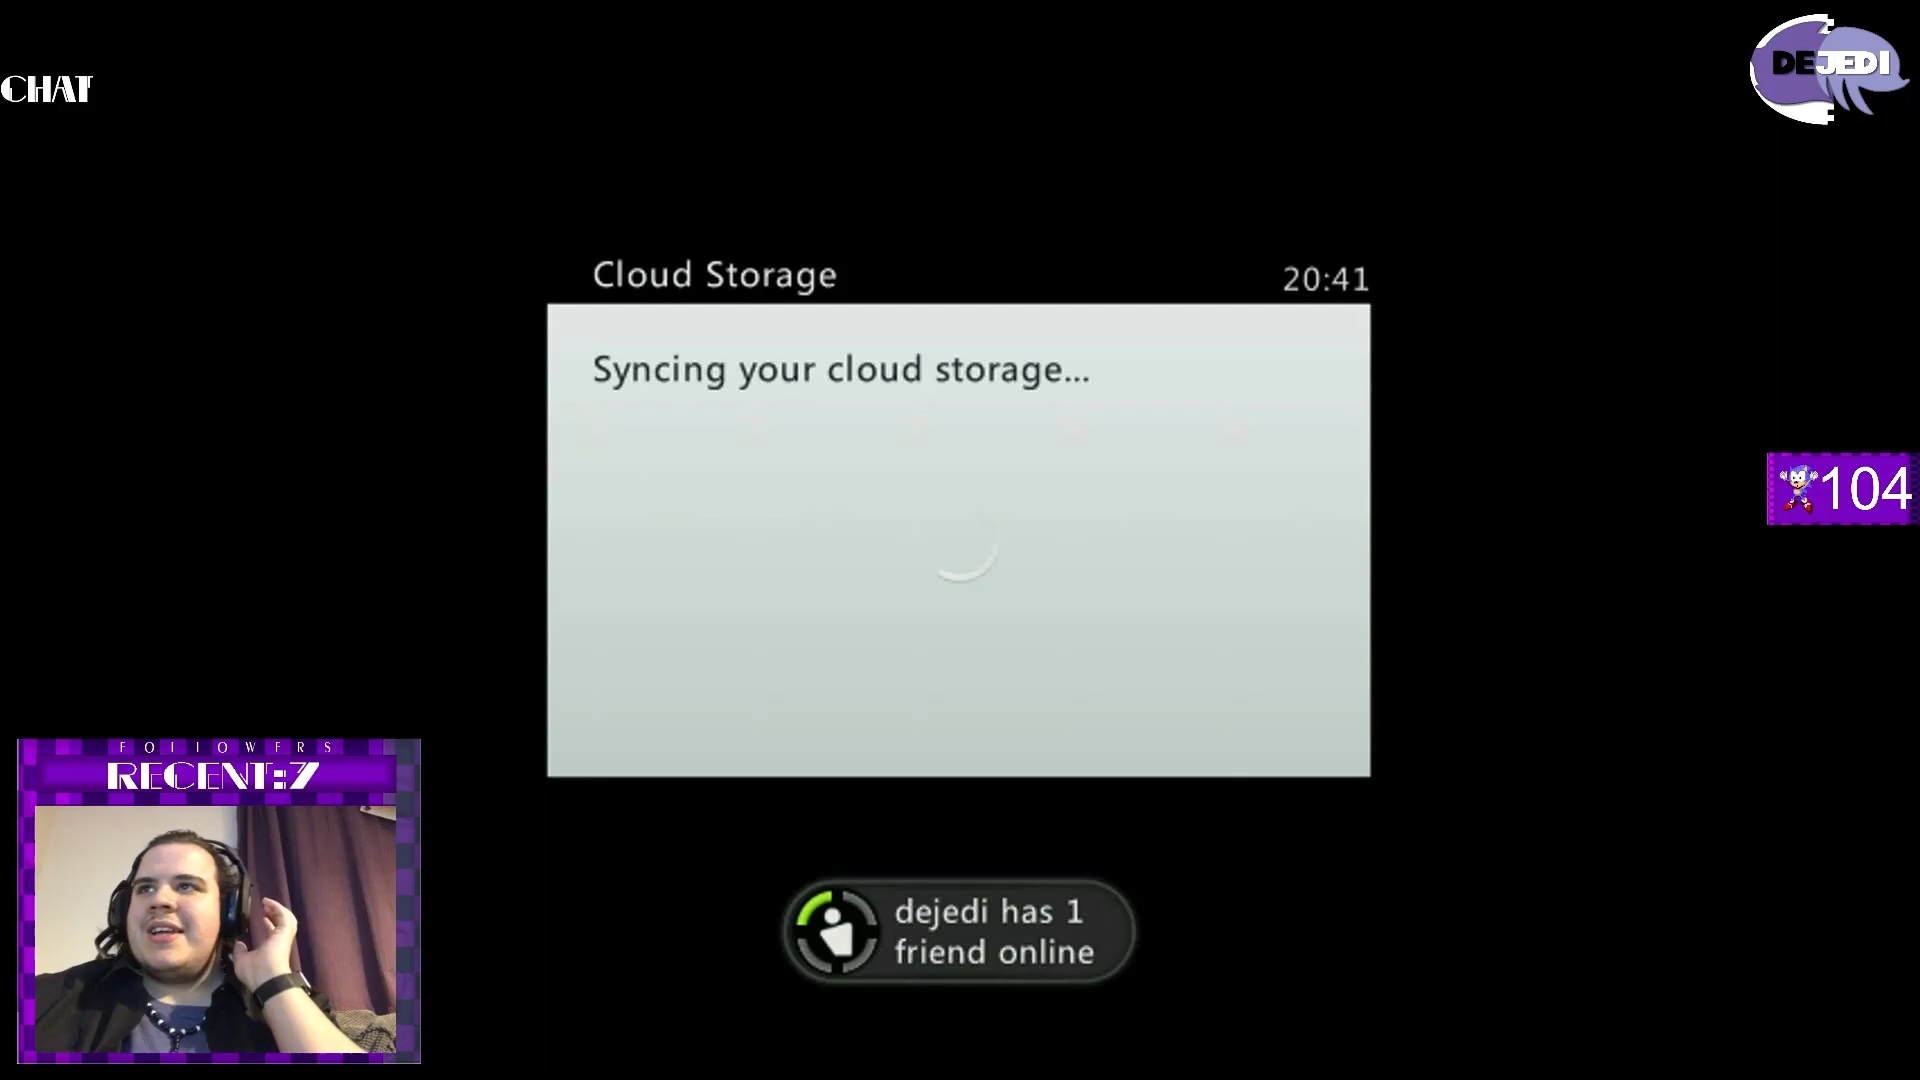 CHAT
DEJEDI
Cloud Storage
20:41
Syncing your cloud storage...
104
FOLLOWERS
RECENT:7
dejedi has 1
friend online